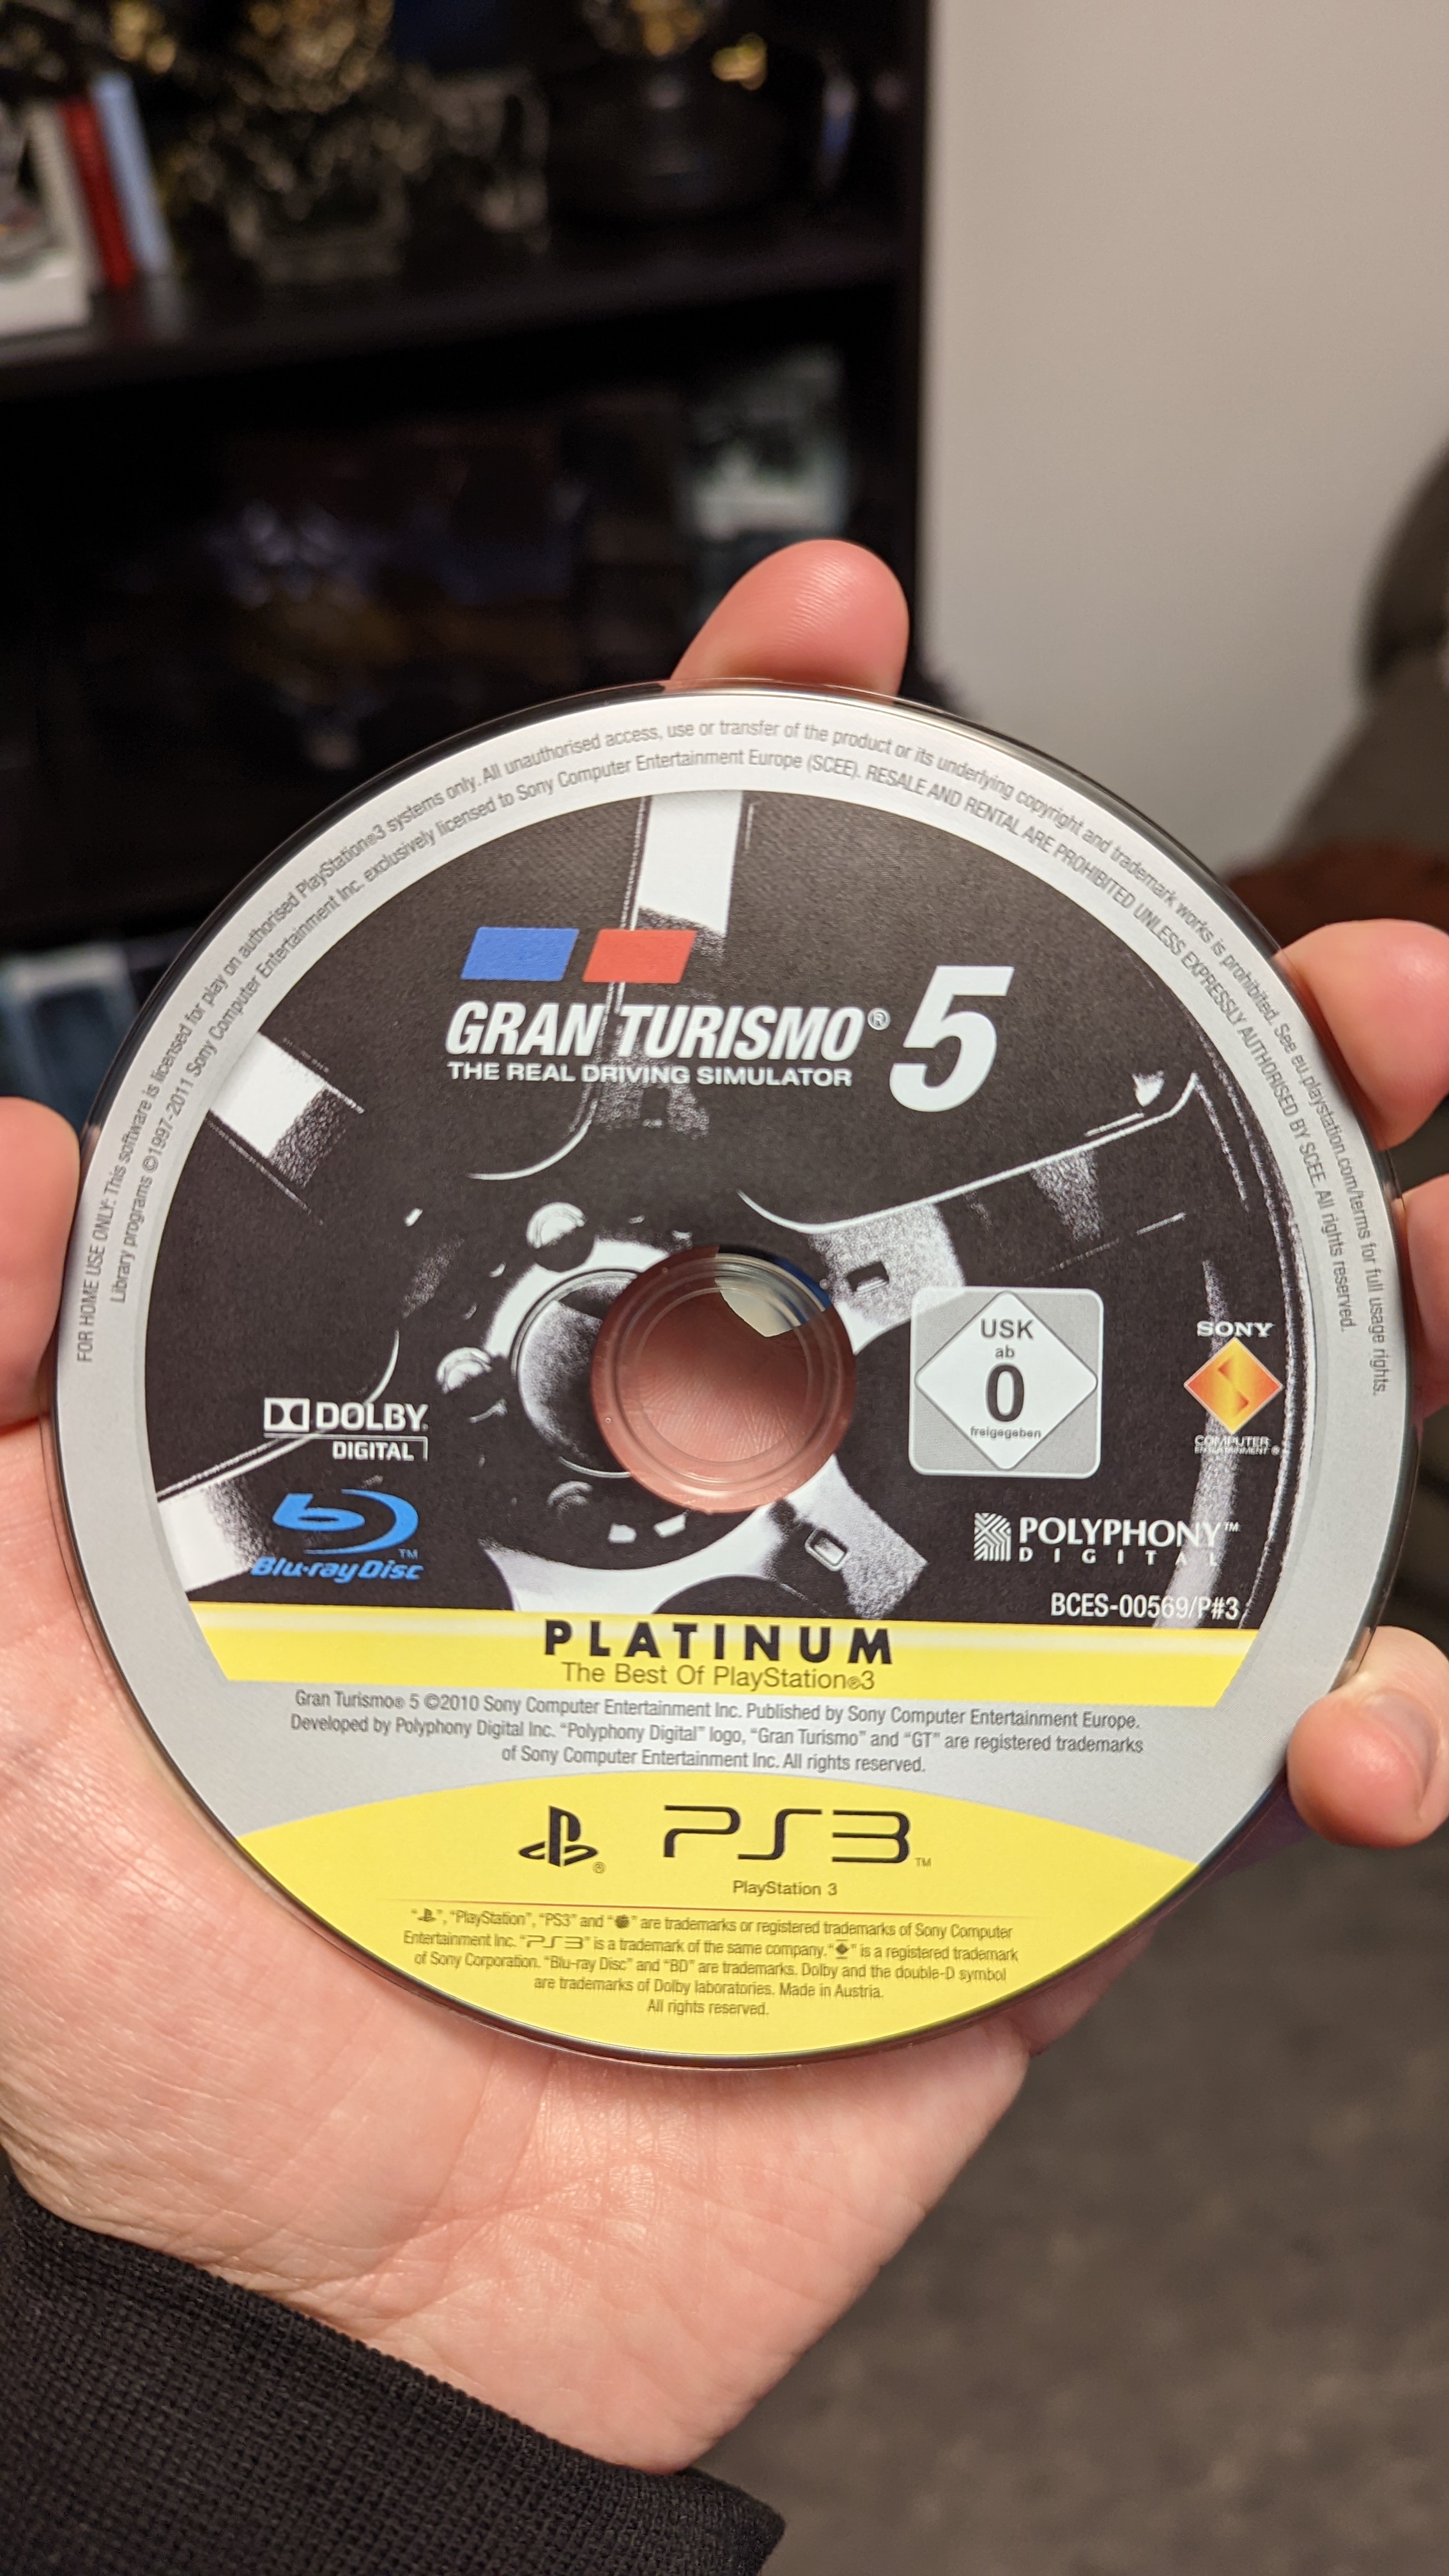 FOR HOME USE ONLY: This software is licensed for play on authorised PlayStation®3 systems only. All unauthorised access, use or transfer of the product or its underlying copyright and trademark works is prohibited. See eu.playstation.com/terms for full usage rights.
Library programs ©1997-2011 Sony Computer Entertainment Inc. exclusively licensed to Sony Computer Entertainment Europe (SCEE). RESALE AND RENTAL ARE PROHIBITED UNLESS EXPRESSLY AUTHORISED BY SCEE. All rights reserved.
GRAN TURISMO® 5
THE REAL DRIVING SIMULATOR
USK
ab
0
freigegeben
SONY
COMPUTER
ENTERTAINMENT ®
DOLBY
DIGITAL
Blu-ray Disc™
POLYPHONY™
DIGITAL
BCES-00569/P#3
PLATINUM
The Best Of PlayStation®3
Gran Turismo® 5 ©2010 Sony Computer Entertainment Inc. Published by Sony Computer Entertainment Europe.
Developed by Polyphony Digital Inc. “Polyphony Digital” logo, “Gran Turismo” and “GT” are registered trademarks
of Sony Computer Entertainment Inc. All rights reserved.
® PS3™
PlayStation 3
“ ”, “PlayStation”, “PS3” and “ ” are trademarks or registered trademarks of Sony Computer
Entertainment Inc. “PS3” is a trademark of the same company. “ ” is a registered trademark
of Sony Corporation. “Blu-ray Disc” and “BD” are trademarks. Dolby and the double-D symbol
are trademarks of Dolby laboratories. Made in Austria.
All rights reserved.